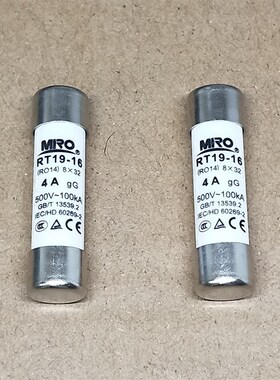 MIRO®
RT19-16
(RO14) 8×32
4A gG
500V~100kA
GB/T 13539.2
IEC/HD 60269-2
MIRO®
RT19-16
(RO14) 8×32
4A gG
500V~100kA
GB/T 13539.2
IEC/HD 60269-2